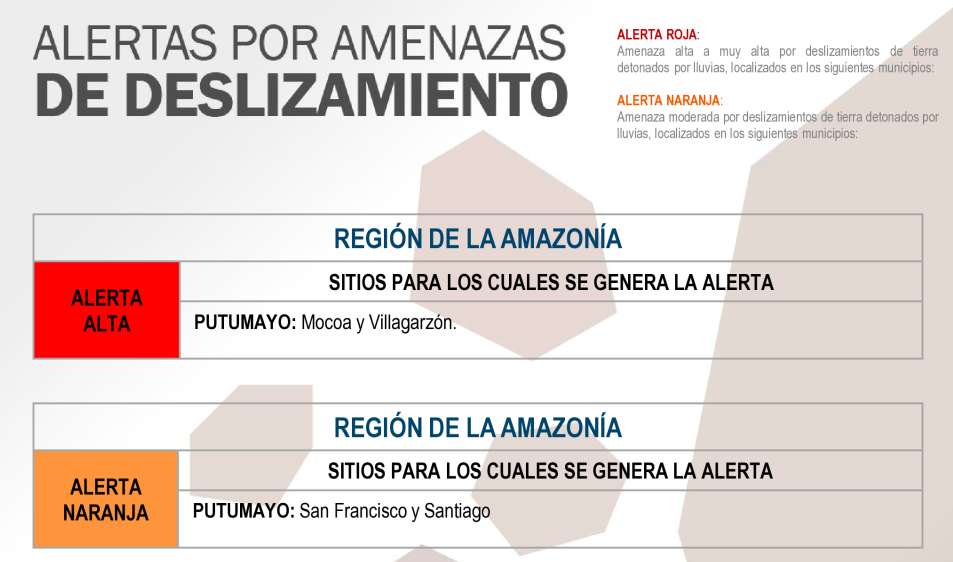 ALERTAS POR AMENAZAS
DE DESLIZAMIENTO
ALERTA ROJA:
Amenaza alta a muy alta por deslizamientos de tierra
detonados por lluvias, localizados en los siguientes municipios:
ALERTA NARANJA:
Amenaza moderada por deslizamientos de tierra detonados por
lluvias, localizados en los siguientes municipios:
REGIÓN DE LA AMAZONÍA
ALERTA
ALTA
SITIOS PARA LOS CUALES SE GENERA LA ALERTA
PUTUMAYO: Mocoa y Villagarzón.
REGIÓN DE LA AMAZONÍA
ALERTA
NARANJA
SITIOS PARA LOS CUALES SE GENERA LA ALERTA
PUTUMAYO: San Francisco y Santiago